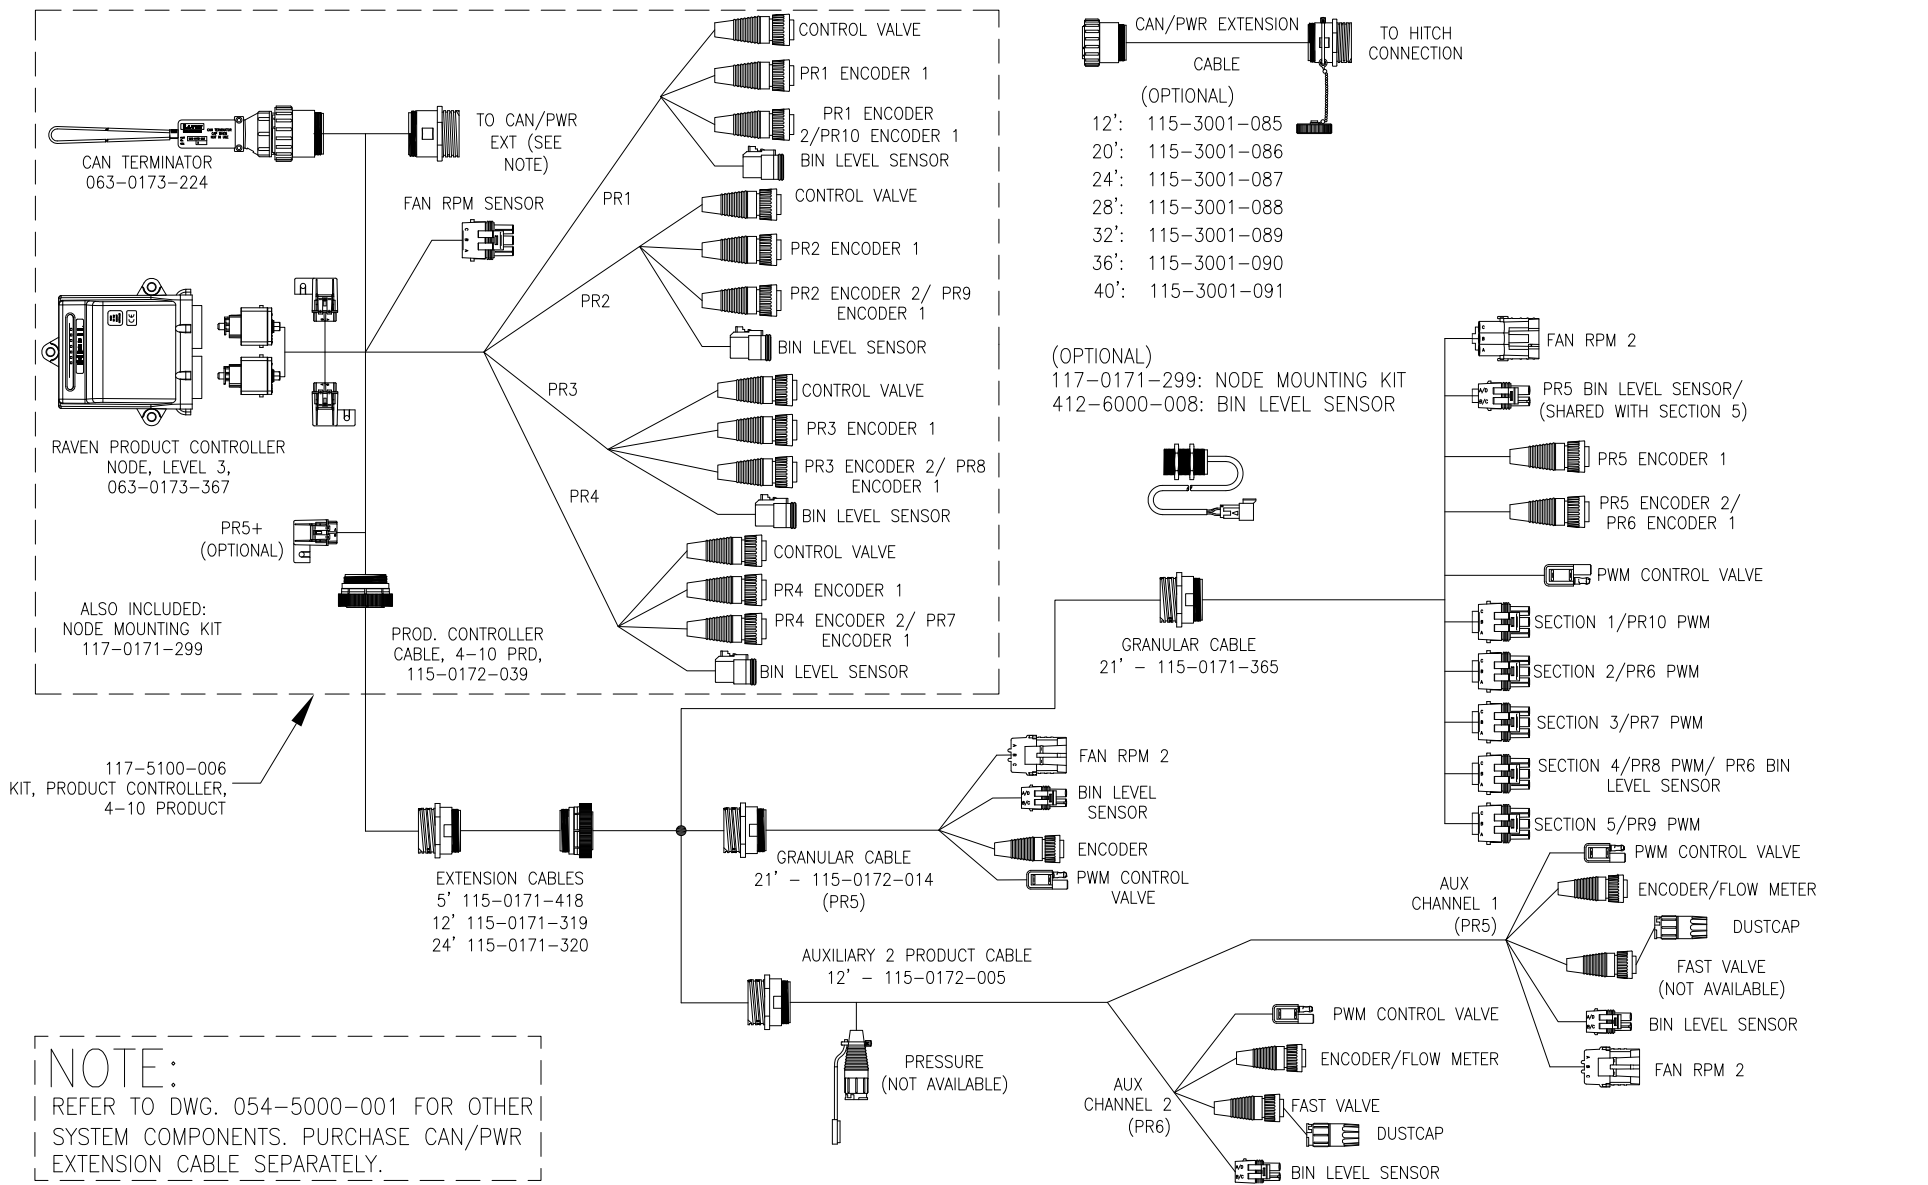 CONTROL VALVE
PR1 ENCODER 1
PR1 ENCODER
2/PR10 ENCODER 1
BIN LEVEL SENSOR
CAN TERMINATOR
063-0173-224
TO CAN/PWR
EXT (SEE
NOTE)
FAN RPM SENSOR
PR1
CONTROL VALVE
PR2 ENCODER 1
PR2
PR2 ENCODER 2/ PR9
ENCODER 1
BIN LEVEL SENSOR
PR3
CONTROL VALVE
PR3 ENCODER 1
PR3 ENCODER 2/ PR8
ENCODER 1
BIN LEVEL SENSOR
PR4
CONTROL VALVE
PR4 ENCODER 1
PR4 ENCODER 2/ PR7
ENCODER 1
BIN LEVEL SENSOR
RAVEN PRODUCT CONTROLLER
NODE, LEVEL 3,
063-0173-367
PR5+
(OPTIONAL)
ALSO INCLUDED:
NODE MOUNTING KIT
117-0171-299
PROD. CONTROLLER
CABLE, 4-10 PRD,
115-0172-039
117-5100-006
KIT, PRODUCT CONTROLLER,
4-10 PRODUCT
CAN/PWR EXTENSION
CABLE
TO HITCH
CONNECTION
(OPTIONAL)
12': 115-3001-085
20': 115-3001-086
24': 115-3001-087
28': 115-3001-088
32': 115-3001-089
36': 115-3001-090
40': 115-3001-091
(OPTIONAL)
117-0171-299: NODE MOUNTING KIT
412-6000-008: BIN LEVEL SENSOR
GRANULAR CABLE
21' - 115-0171-365
FAN RPM 2
PR5 BIN LEVEL SENSOR/
(SHARED WITH SECTION 5)
PR5 ENCODER 1
PR5 ENCODER 2/
PR6 ENCODER 1
PWM CONTROL VALVE
SECTION 1/PR10 PWM
SECTION 2/PR6 PWM
SECTION 3/PR7 PWM
SECTION 4/PR8 PWM/ PR6 BIN
LEVEL SENSOR
SECTION 5/PR9 PWM
EXTENSION CABLES
5' 115-0171-418
12' 115-0171-319
24' 115-0171-320
GRANULAR CABLE
21' - 115-0172-014
(PR5)
FAN RPM 2
BIN LEVEL
SENSOR
ENCODER
PWM CONTROL
VALVE
AUXILIARY 2 PRODUCT CABLE
12' - 115-0172-005
PRESSURE
(NOT AVAILABLE)
AUX
CHANNEL 1
(PR5)
PWM CONTROL VALVE
ENCODER/FLOW METER
DUSTCAP
FAST VALVE
(NOT AVAILABLE)
BIN LEVEL SENSOR
FAN RPM 2
AUX
CHANNEL 2
(PR6)
PWM CONTROL VALVE
ENCODER/FLOW METER
FAST VALVE
DUSTCAP
BIN LEVEL SENSOR
NOTE:
REFER TO DWG. 054-5000-001 FOR OTHER
SYSTEM COMPONENTS. PURCHASE CAN/PWR
EXTENSION CABLE SEPARATELY.